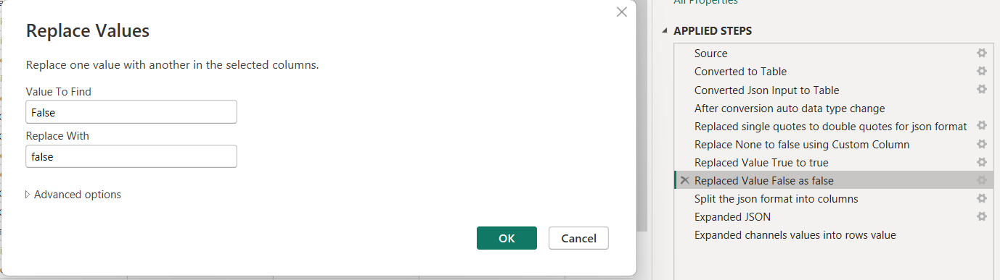 Replace Values
Replace one value with another in the selected columns.
Value To Find
False
Replace With
false
Advanced options
OK
Cancel
All Properties
APPLIED STEPS
Source
Converted to Table
Converted Json Input to Table
After conversion auto data type change
Replaced single quotes to double quotes for json format
Replace None to false using Custom Column
Replaced Value True to true
Replaced Value False as false
Split the json format into columns
Expanded JSON
Expanded channels values into rows value